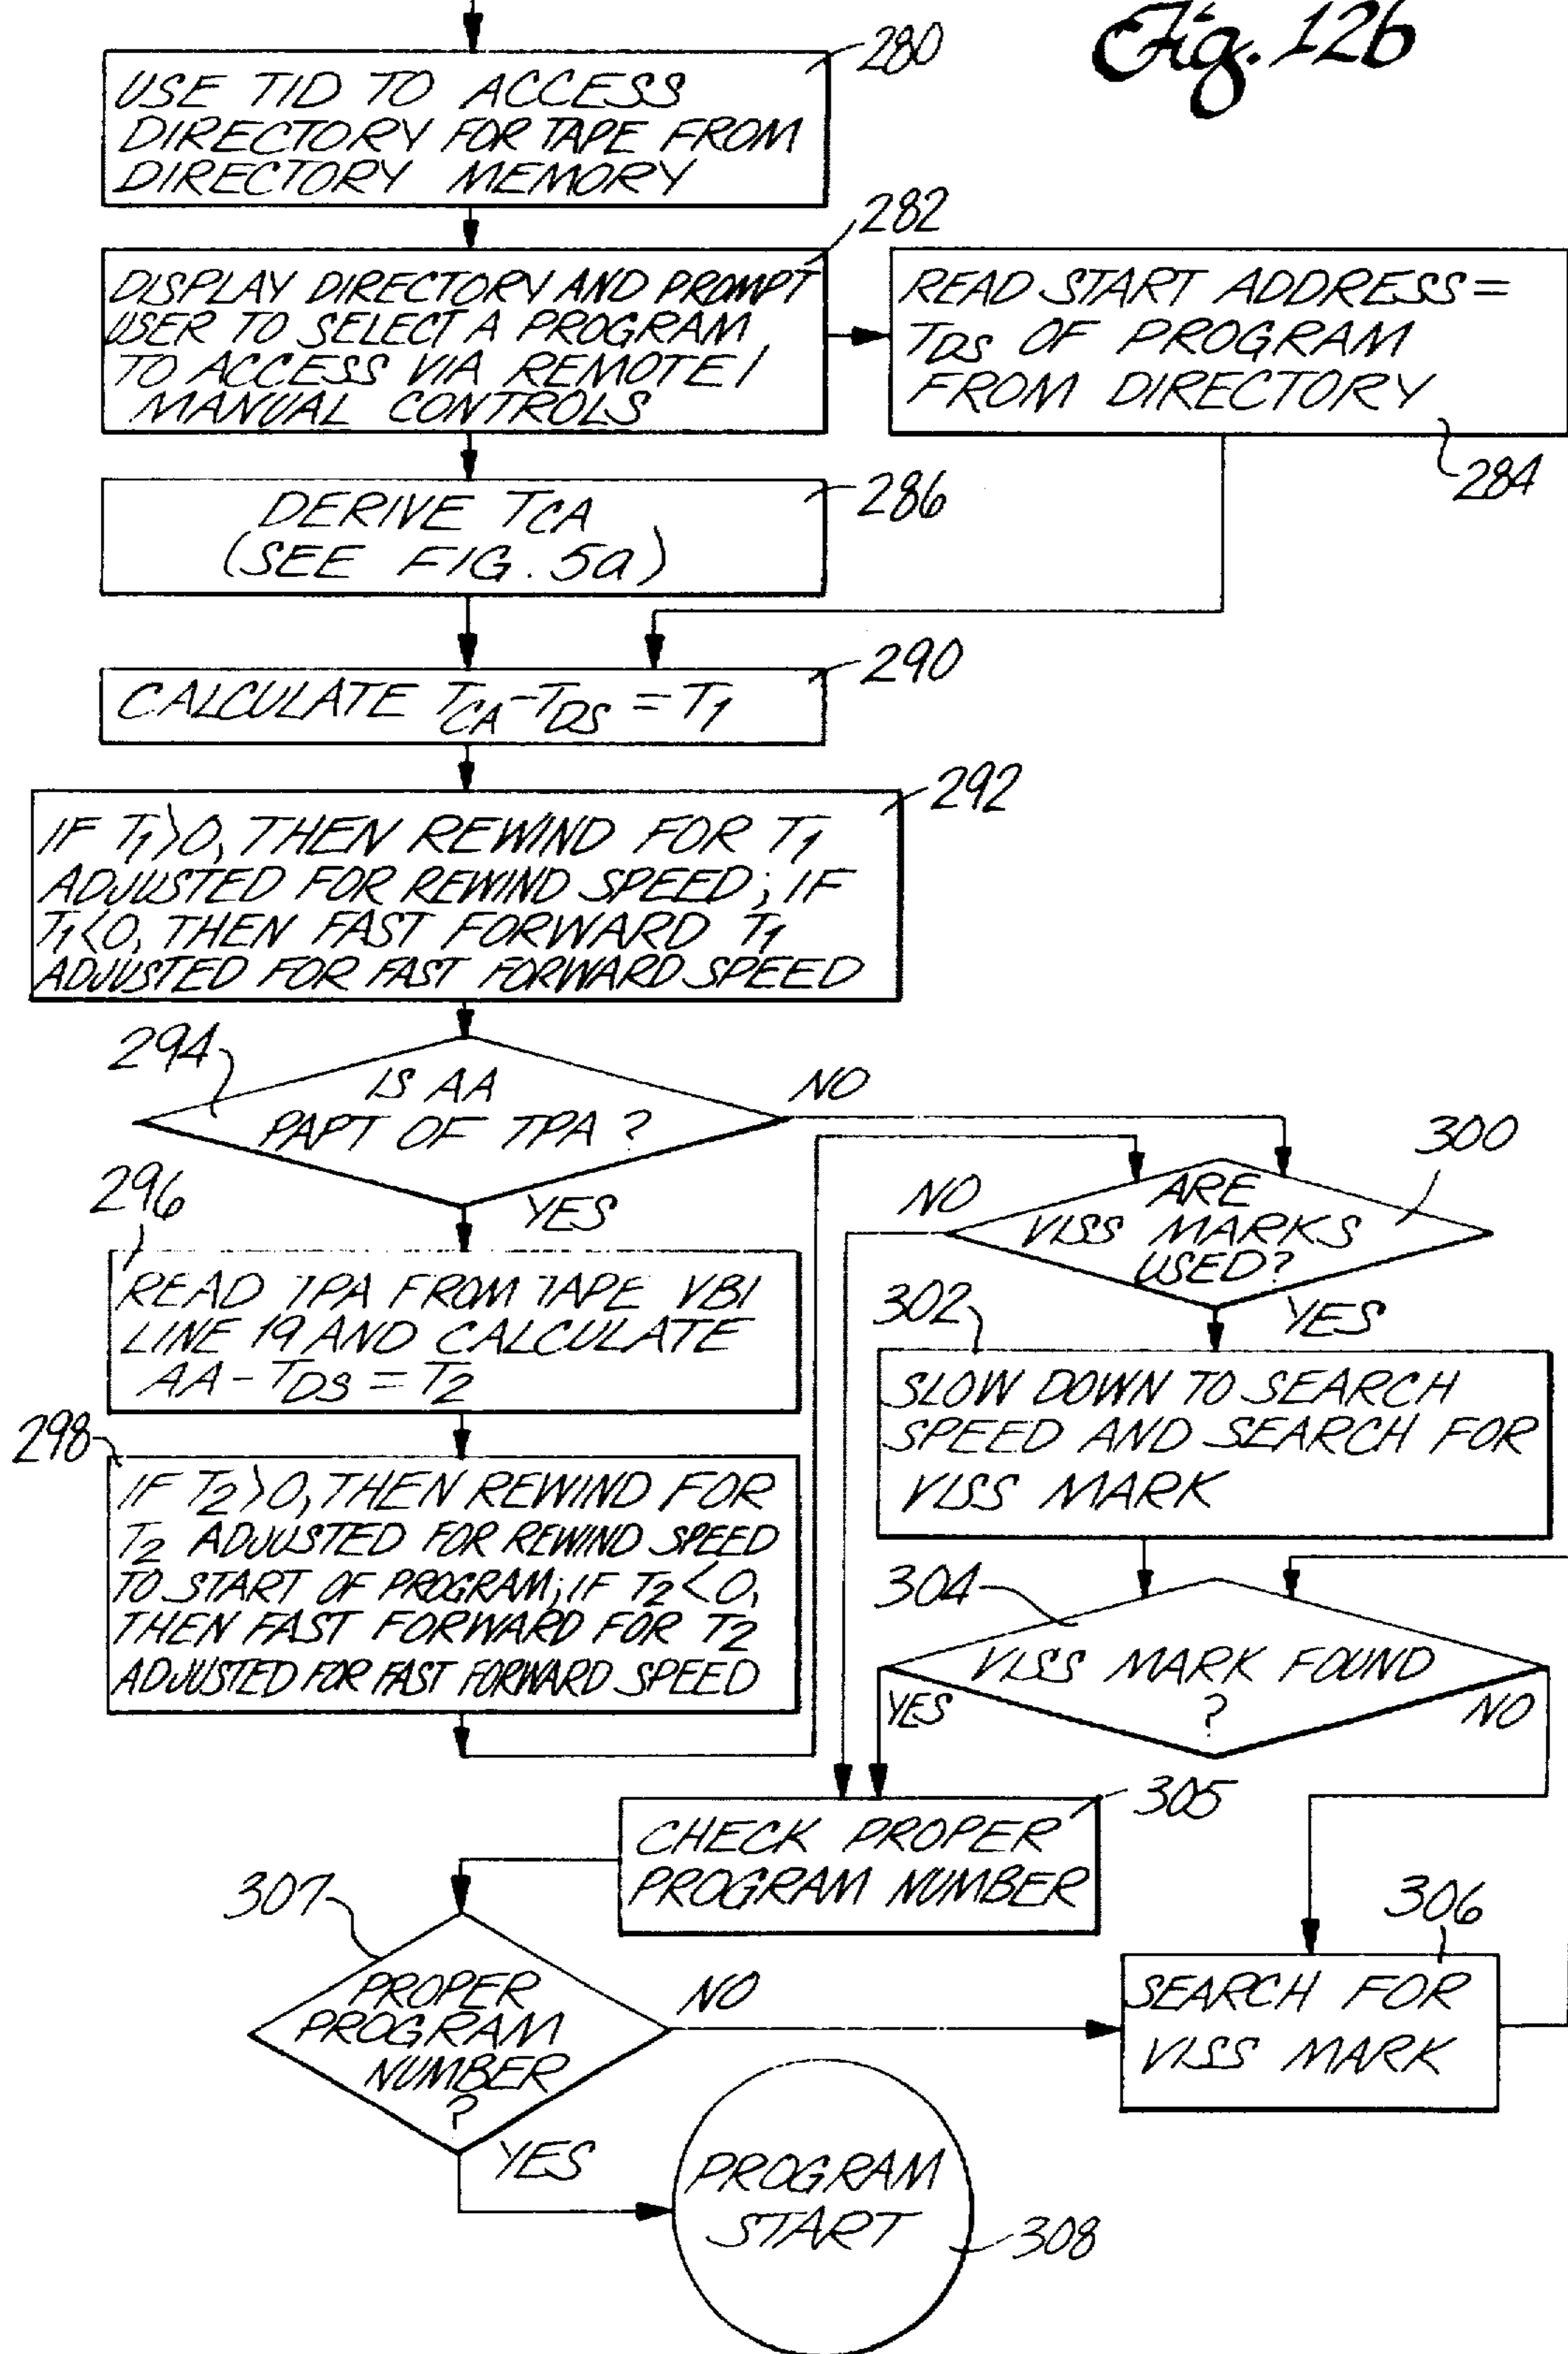 Fig. 12b
280
USE TID TO ACCESS
DIRECTORY FOR TAPE FROM
DIRECTORY MEMORY
282
DISPLAY DIRECTORY AND PROMPT
USER TO SELECT A PROGRAM
TO ACCESS VIA REMOTE/
MANUAL CONTROLS
READ START ADDRESS =
TDS OF PROGRAM
FROM DIRECTORY
284
286
DERIVE TCA
(SEE FIG. 5a)
290
CALCULATE TCA-TDS = T1
292
IF T1>0, THEN REWIND FOR T1
ADJUSTED FOR REWIND SPEED; IF
T1<0, THEN FAST FORWARD T1
ADJUSTED FOR FAST FORWARD SPEED
294
IS AA
PAPT OF TPA ?
NO
YES
300
ARE
VISS MARKS
USED?
NO
YES
296
READ TPA FROM TAPE VBI
LINE 19 AND CALCULATE
AA - TDS = T2
302
SLOW DOWN TO SEARCH
SPEED AND SEARCH FOR
VISS MARK
298
IF T2>0, THEN REWIND FOR
T2 ADJUSTED FOR REWIND SPEED
TO START OF PROGRAM; IF T2<0,
THEN FAST FORWARD FOR T2
ADJUSTED FOR FAST FORWARD SPEED
304
VISS MARK FOUND
?
YES
NO
305
CHECK PROPER
PROGRAM NUMBER
307
PROPER
PROGRAM
NUMBER
?
NO
YES
306
SEARCH FOR
VISS MARK
PROGRAM
START
308